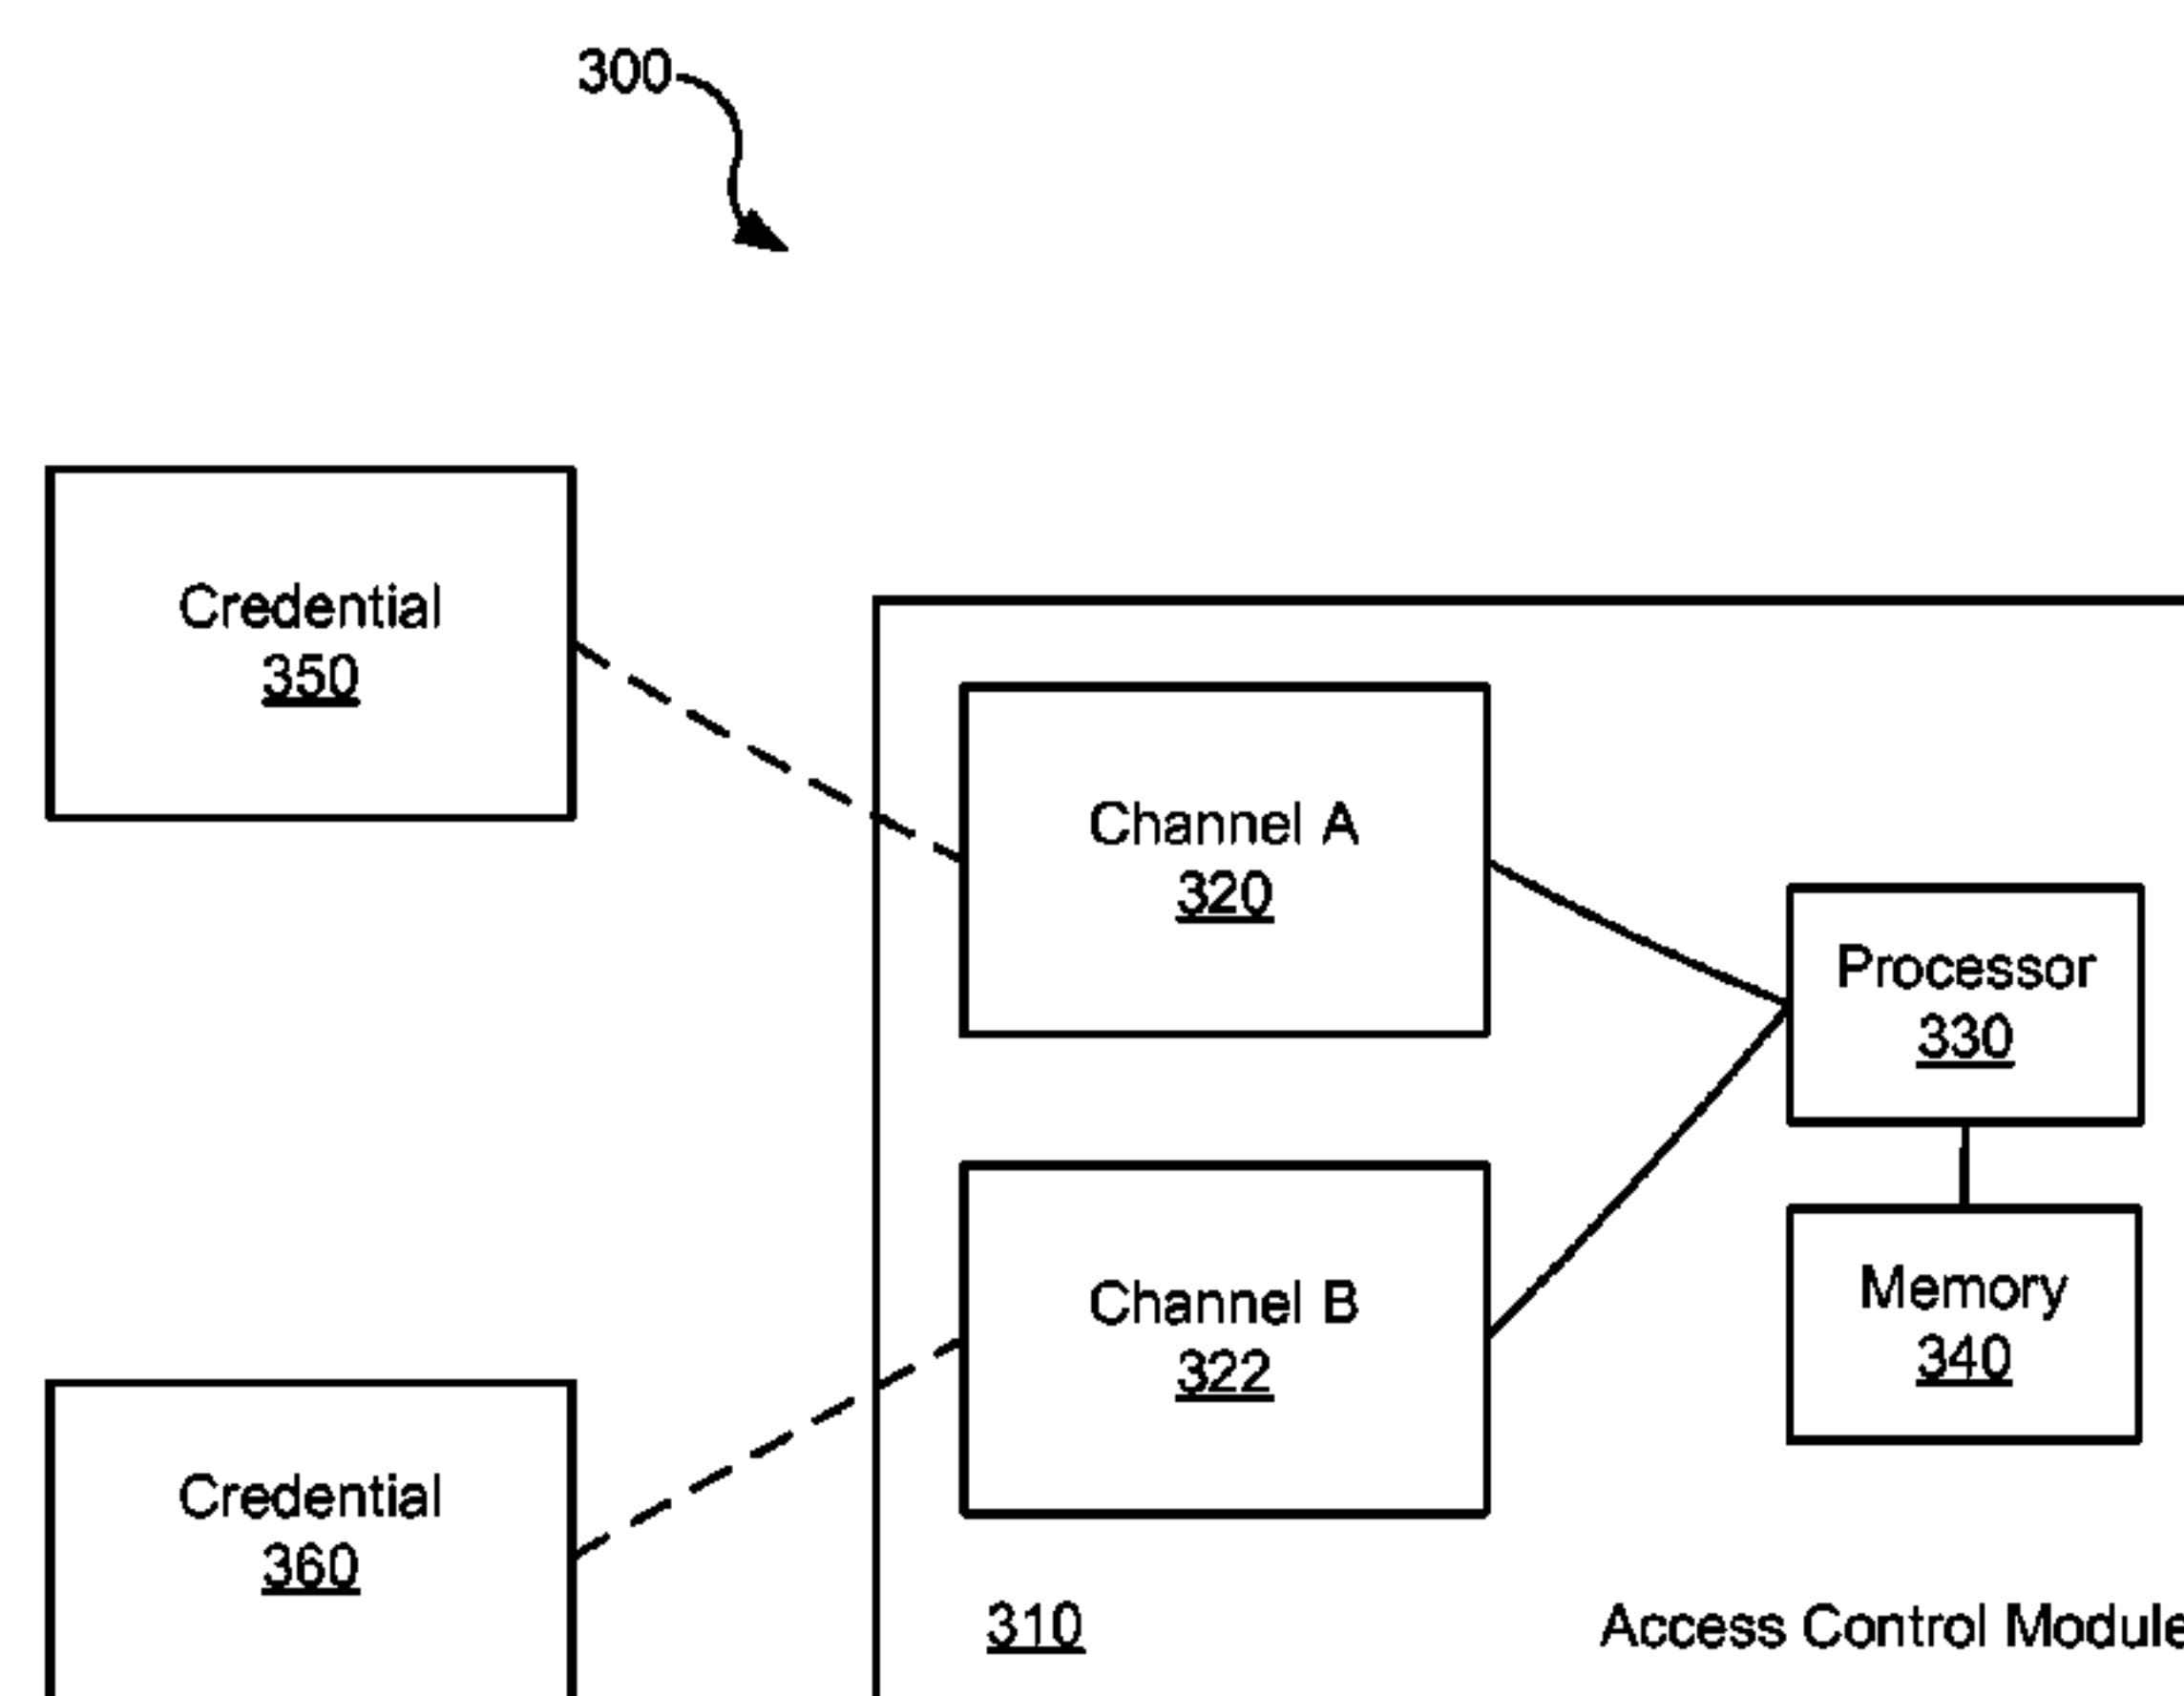 300
Credential
350
Channel A
320
Processor
330
Channel B
322
Memory
340
Credential
360
310
Access Control Module